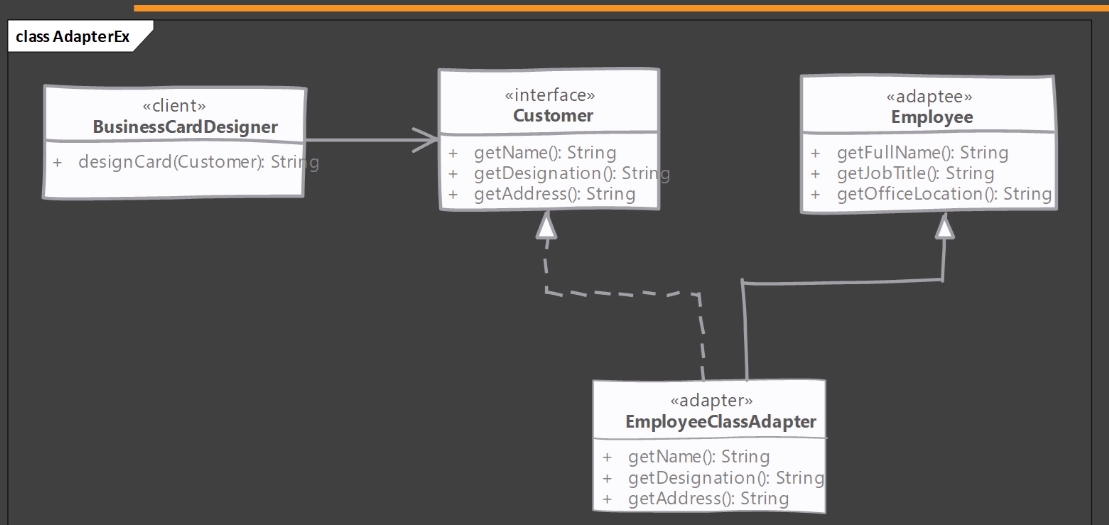 class AdapterEx
«client»
BusinessCardDesigner
+ designCard(Customer): String
«interface»
Customer
+ getName(): String
+ getDesignation(): String
+ getAddress(): String
«adaptee»
Employee
+ getFullName(): String
+ getJobTitle(): String
+ getOfficeLocation(): String
«adapter»
EmployeeClassAdapter
+ getName(): String
+ getDesignation(): String
+ getAddress(): String